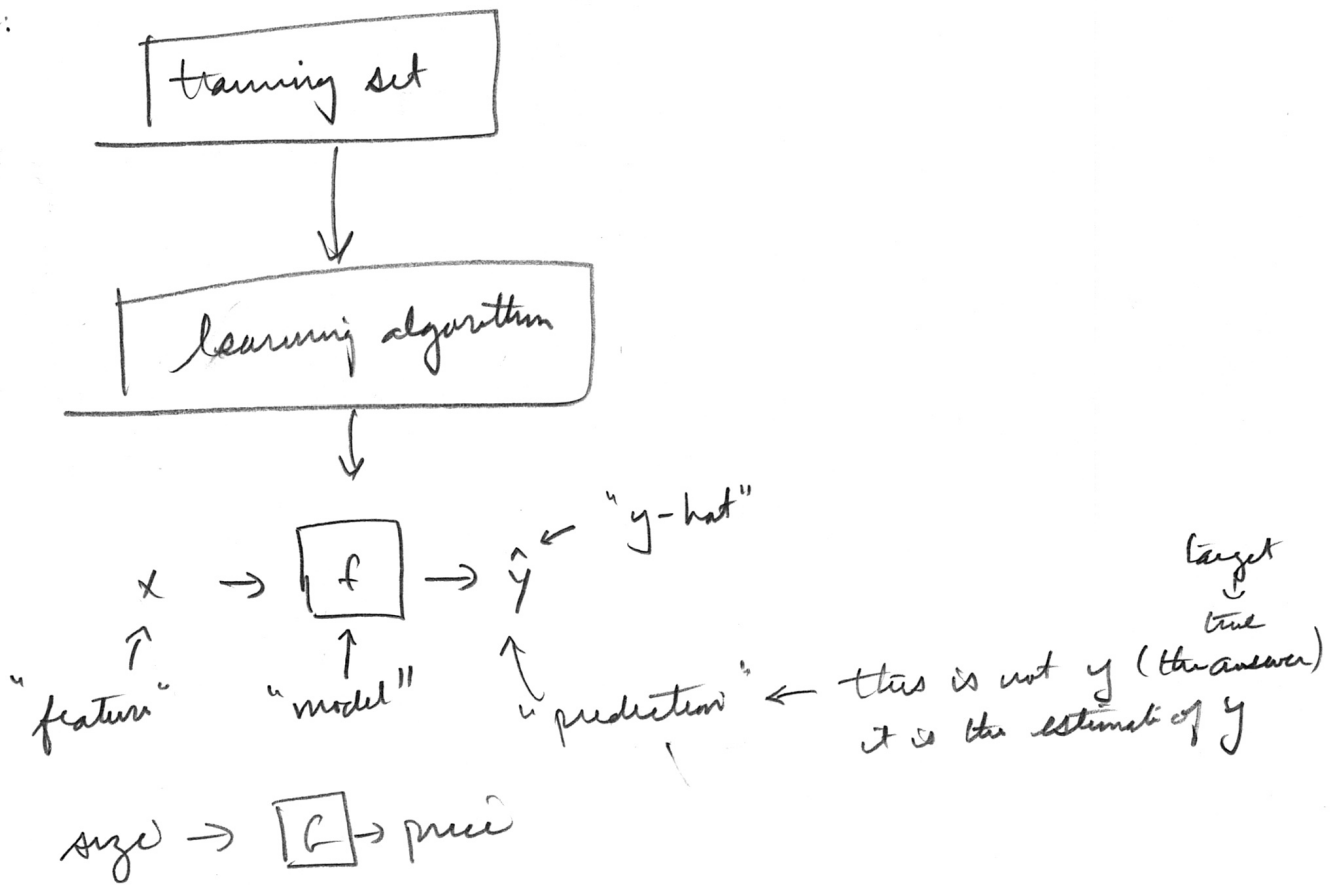 training set
learning algorithm
"y-hat"
x → f → ŷ
target
true
"feature" "model" "prediction" ← this is not y (the answer)
it is the estimate of y
size → f → price